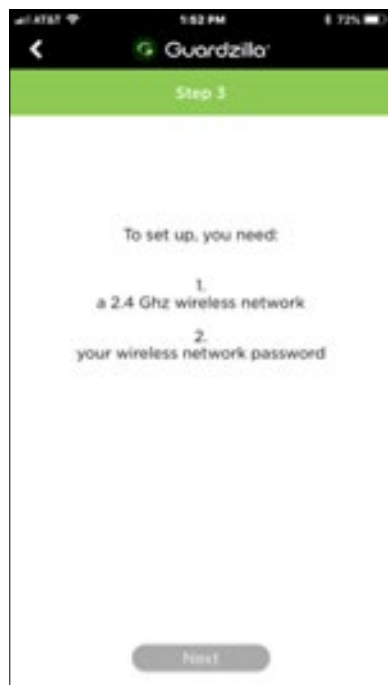 AT&T 1:52 PM 72%
Guardzilla
Step 3
To set up, you need:
1.
a 2.4 Ghz wireless network
2.
your wireless network password
Next